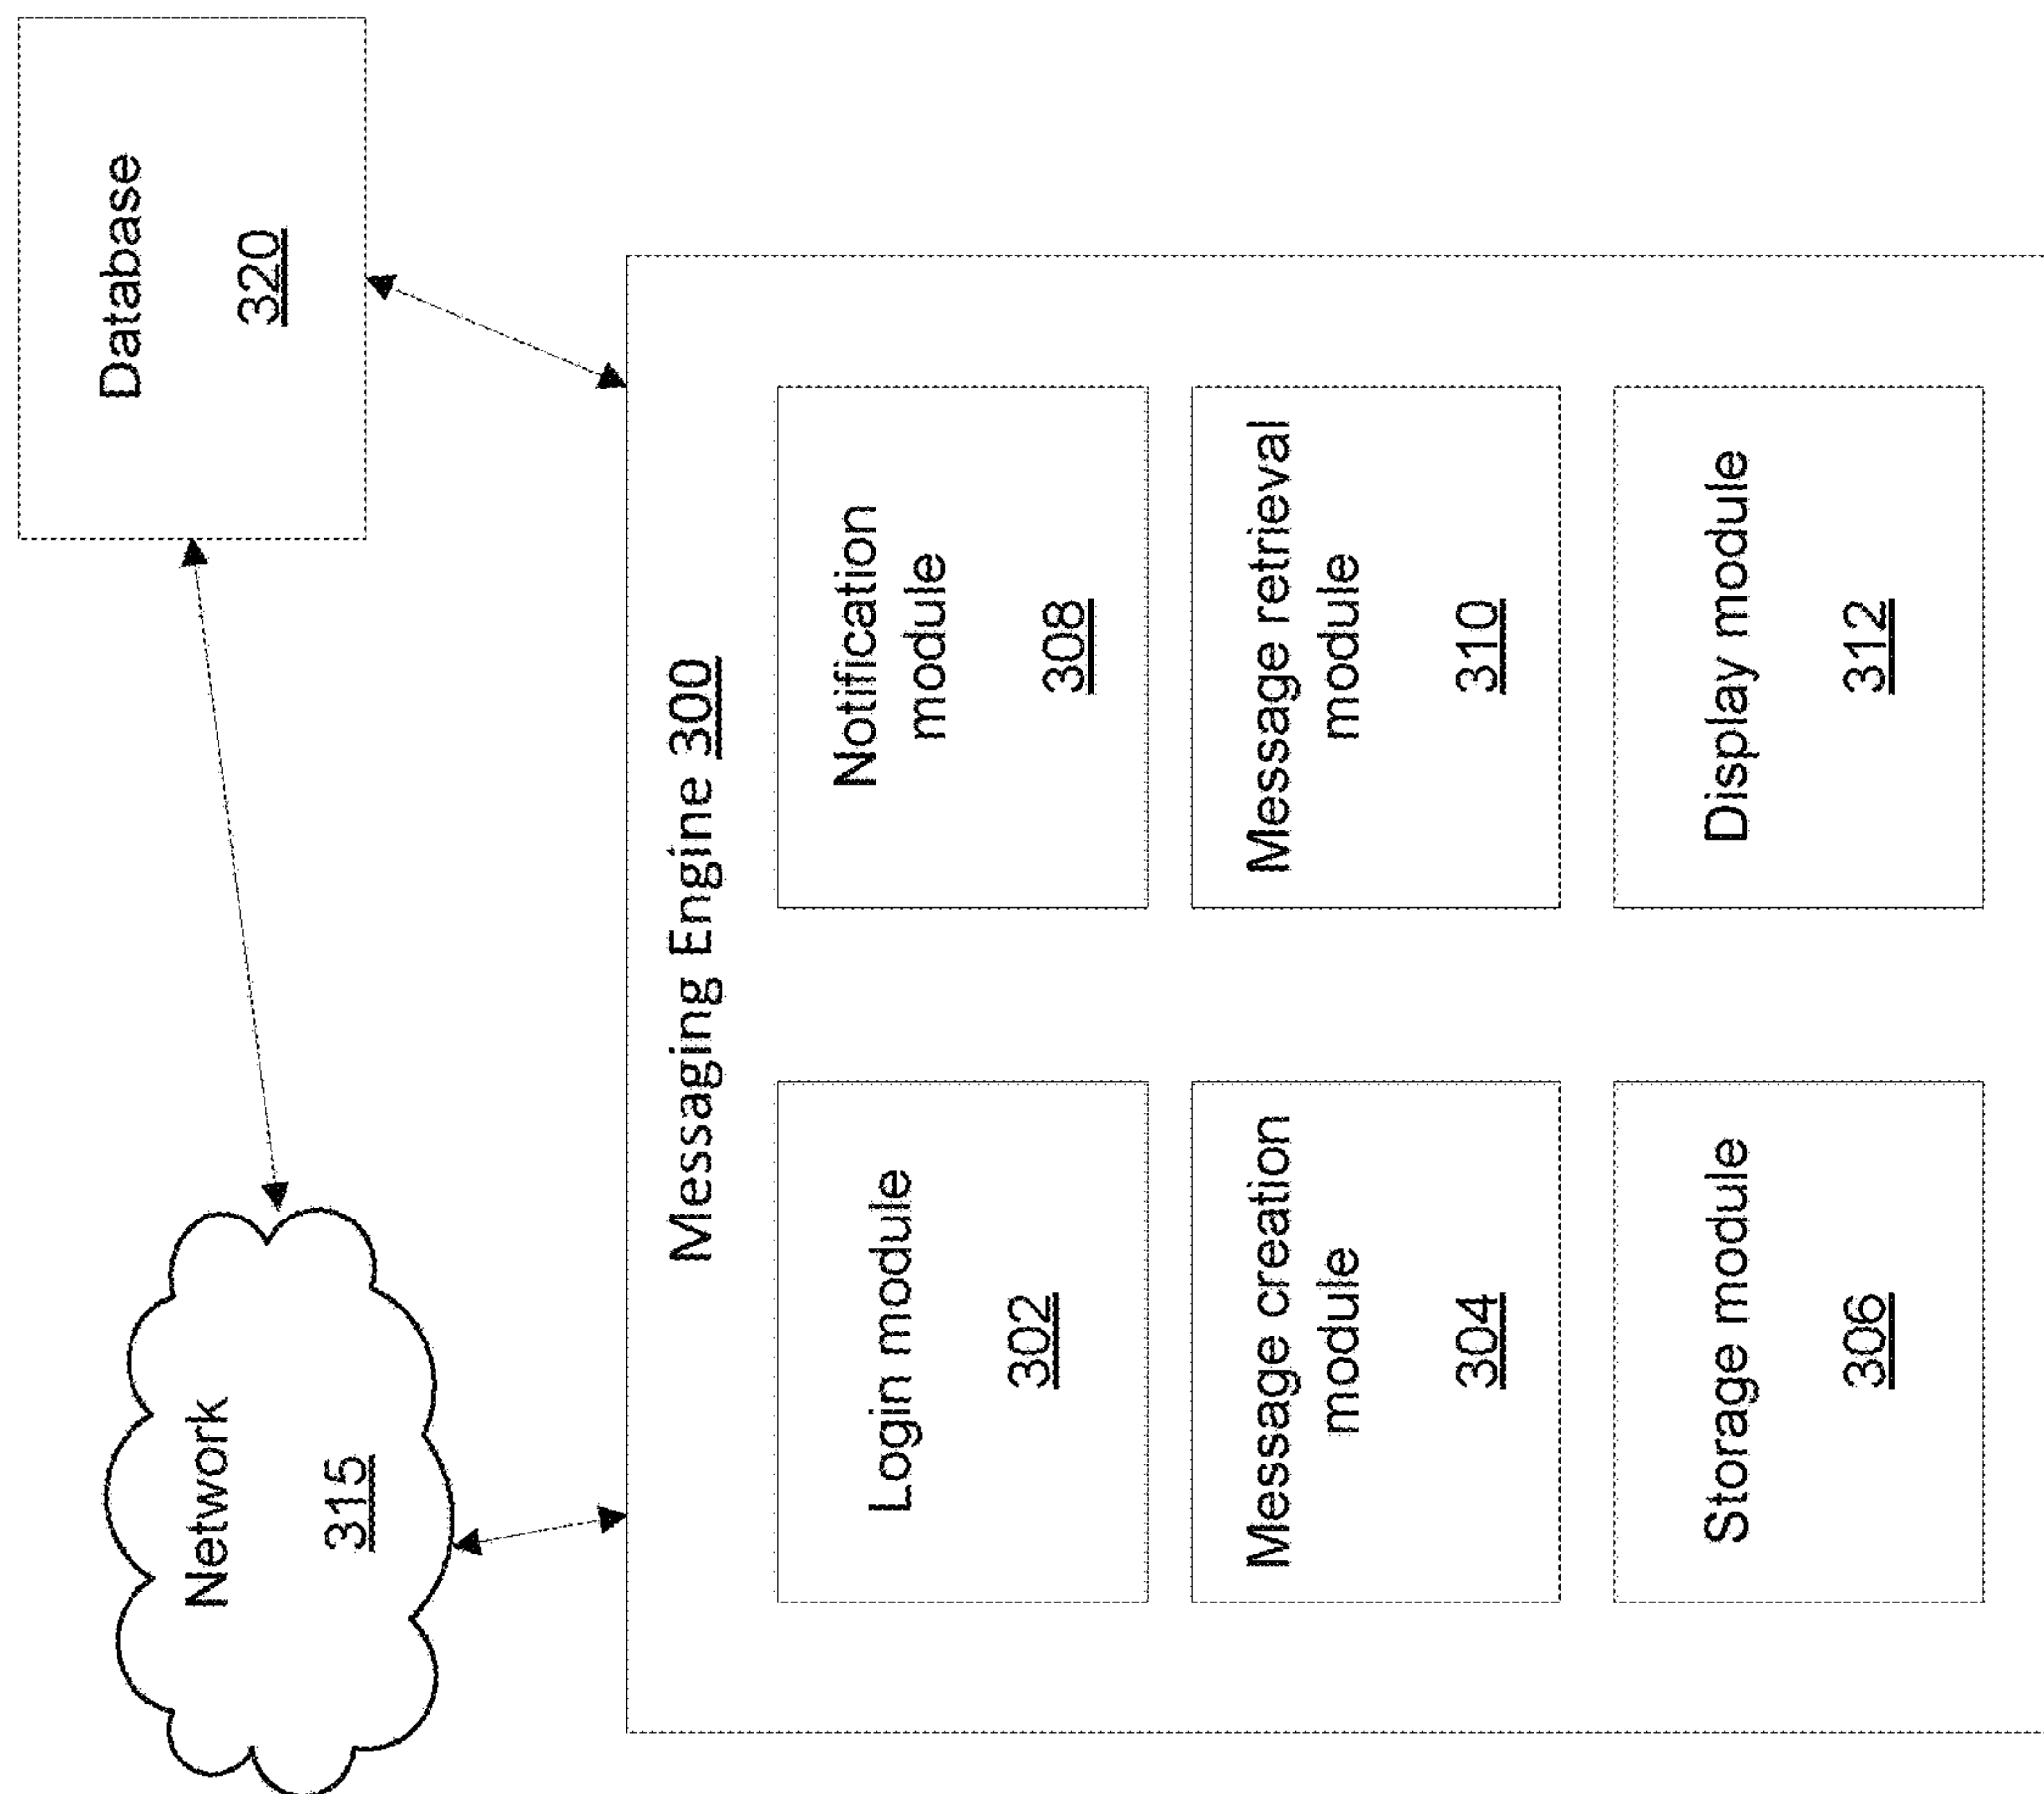 Network
315
Database
320
Messaging Engine 300
Login module
302
Notification
module
308
Message creation
module
304
Message retrieval
module
310
Storage module
306
Display module
312